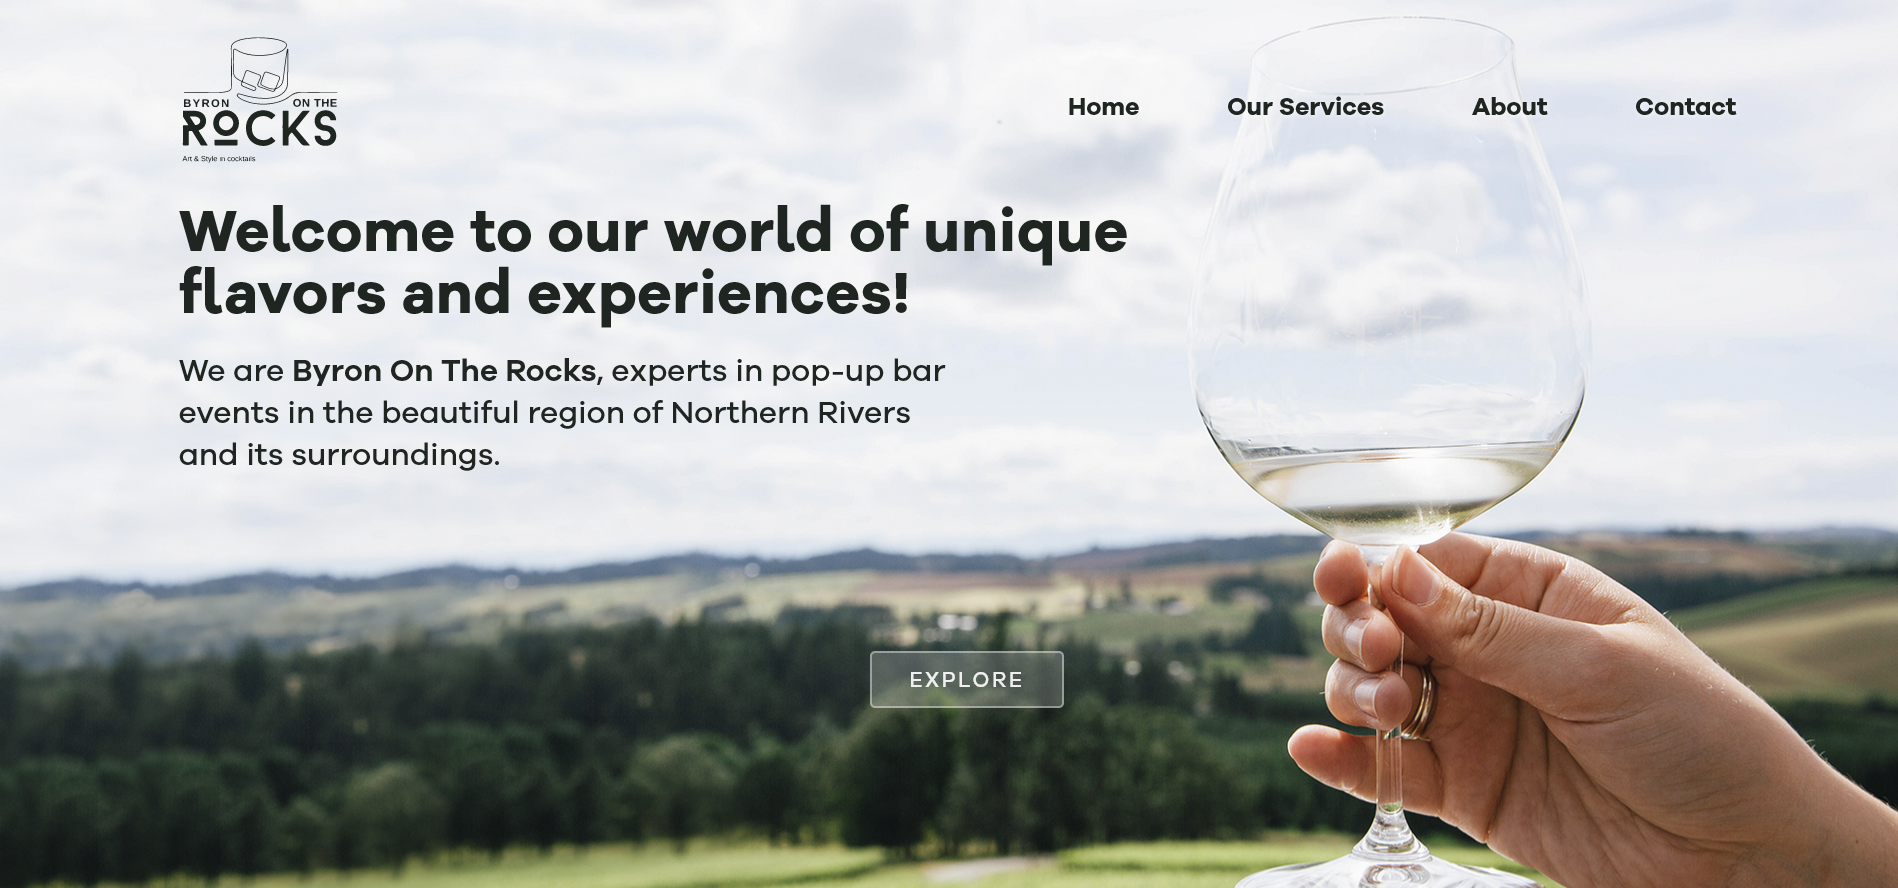 BYRON ON THE
ROCKS
Art & Style in cocktails
Home Our Services About Contact
Welcome to our world of unique
flavors and experiences!
We are Byron On The Rocks, experts in pop-up bar
events in the beautiful region of Northern Rivers
and its surroundings.
EXPLORE